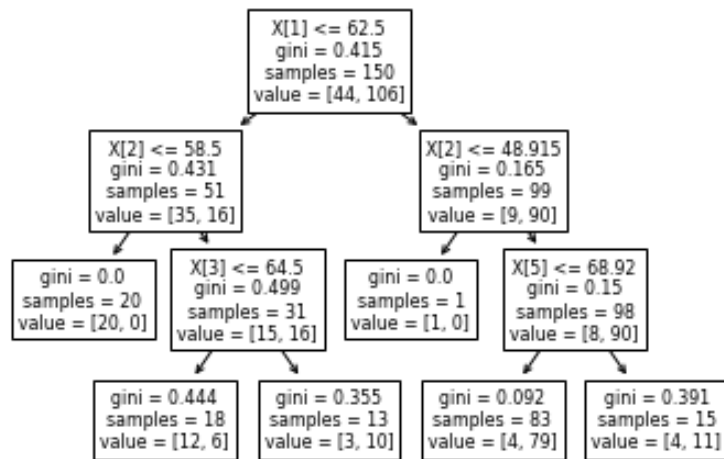 X[1] <= 62.5
gini = 0.415
samples = 150
value = [44, 106]
X[2] <= 58.5
gini = 0.431
samples = 51
value = [35, 16]
X[2] <= 48.915
gini = 0.165
samples = 99
value = [9, 90]
gini = 0.0
samples = 20
value = [20, 0]
X[3] <= 64.5
gini = 0.499
samples = 31
value = [15, 16]
gini = 0.0
samples = 1
value = [1, 0]
X[5] <= 68.92
gini = 0.15
samples = 98
value = [8, 90]
gini = 0.444
samples = 18
value = [12, 6]
gini = 0.355
samples = 13
value = [3, 10]
gini = 0.092
samples = 83
value = [4, 79]
gini = 0.391
samples = 15
value = [4, 11]